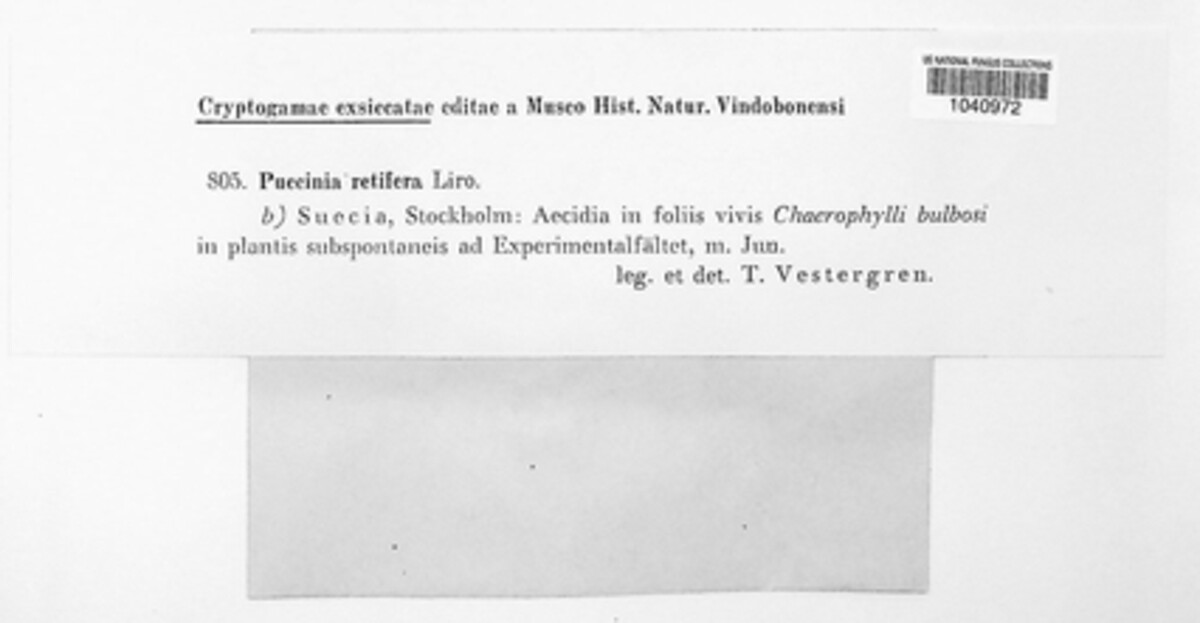 US NATIONAL FUNGUS COLLECTIONS
1040972
Cryptogamae exsiccatae editae a Museo Hist. Natur. Vindobonensi
805. Puccinia retifera Liro.
b) Suecia, Stockholm: Aecidia in foliis vivis Chaerophylli bulbosi
in plantis subspontaneis ad Experimentalfältet, m. Jun.
leg. et det. T. Vestergren.